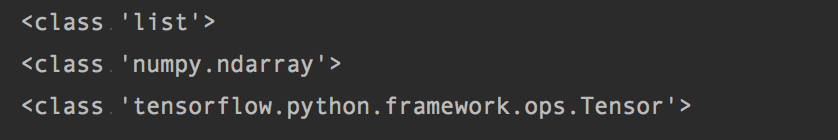 <class 'list'>
<class 'numpy.ndarray'>
<class 'tensorflow.python.framework.ops.Tensor'>